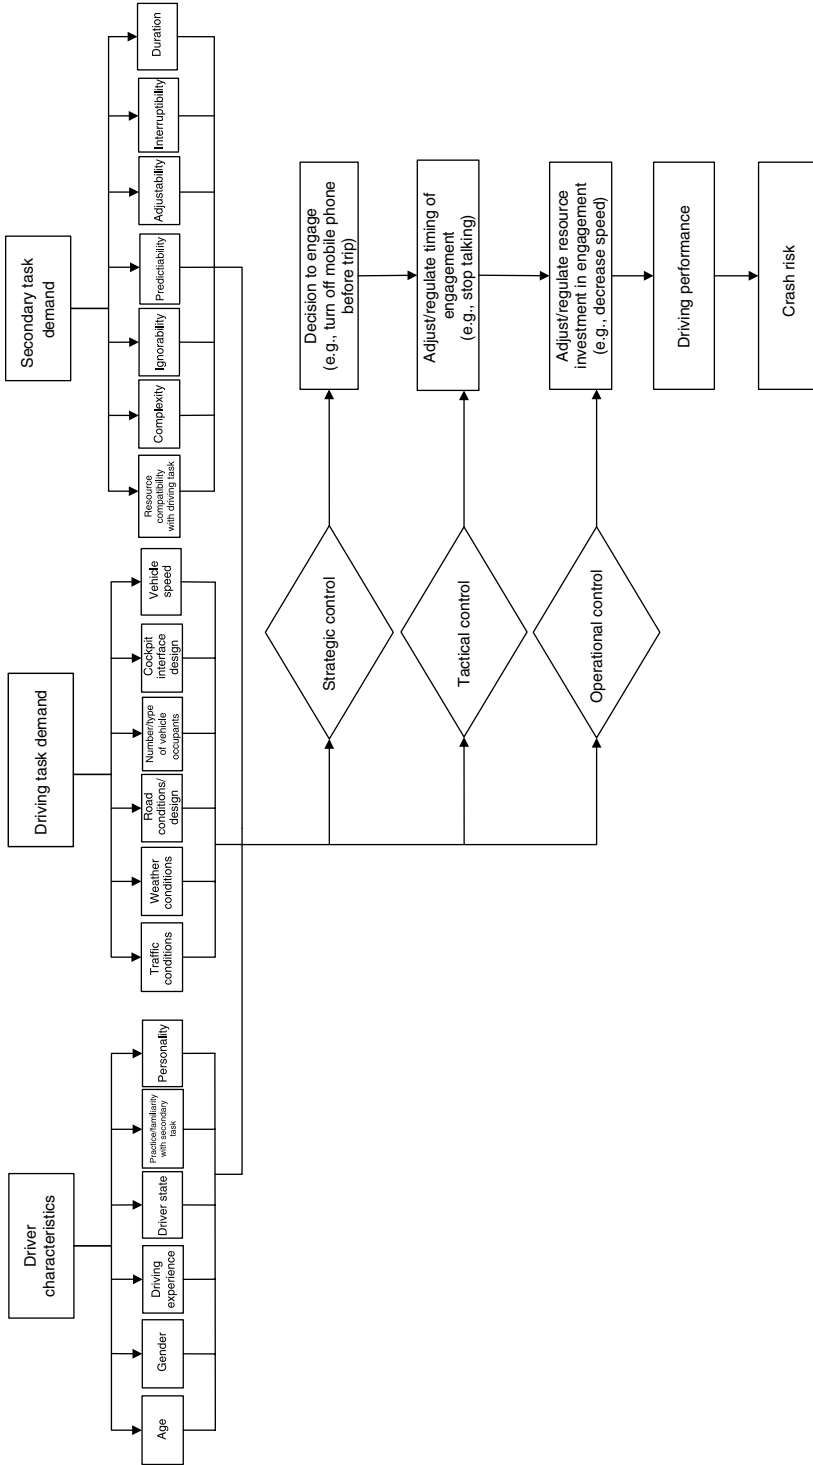 Driver
characteristics
Driving task demand
Secondary task
demand
Age
Gender
Driving
experience
Driver state
Practice/familiarity
with secondary
task
Personality
Traffic
conditions
Weather
conditions
Road
conditions/
design
Number/type
of vehicle
occupants
Cockpit
interface
design
Vehicle
speed
Resource
compatibility
with driving task
Complexity
Ignorability
Predictiability
Adjustability
Interruptibility
Duration
Strategic control
Decision to engage
(e.g., turn off mobile phone
before trip)
Tactical control
Adjust/regulate timing of
engagement
(e.g., stop talking)
Operational control
Adjust/regulate resource
investment in engagement
(e.g., decrease speed)
Driving performance
Crash risk